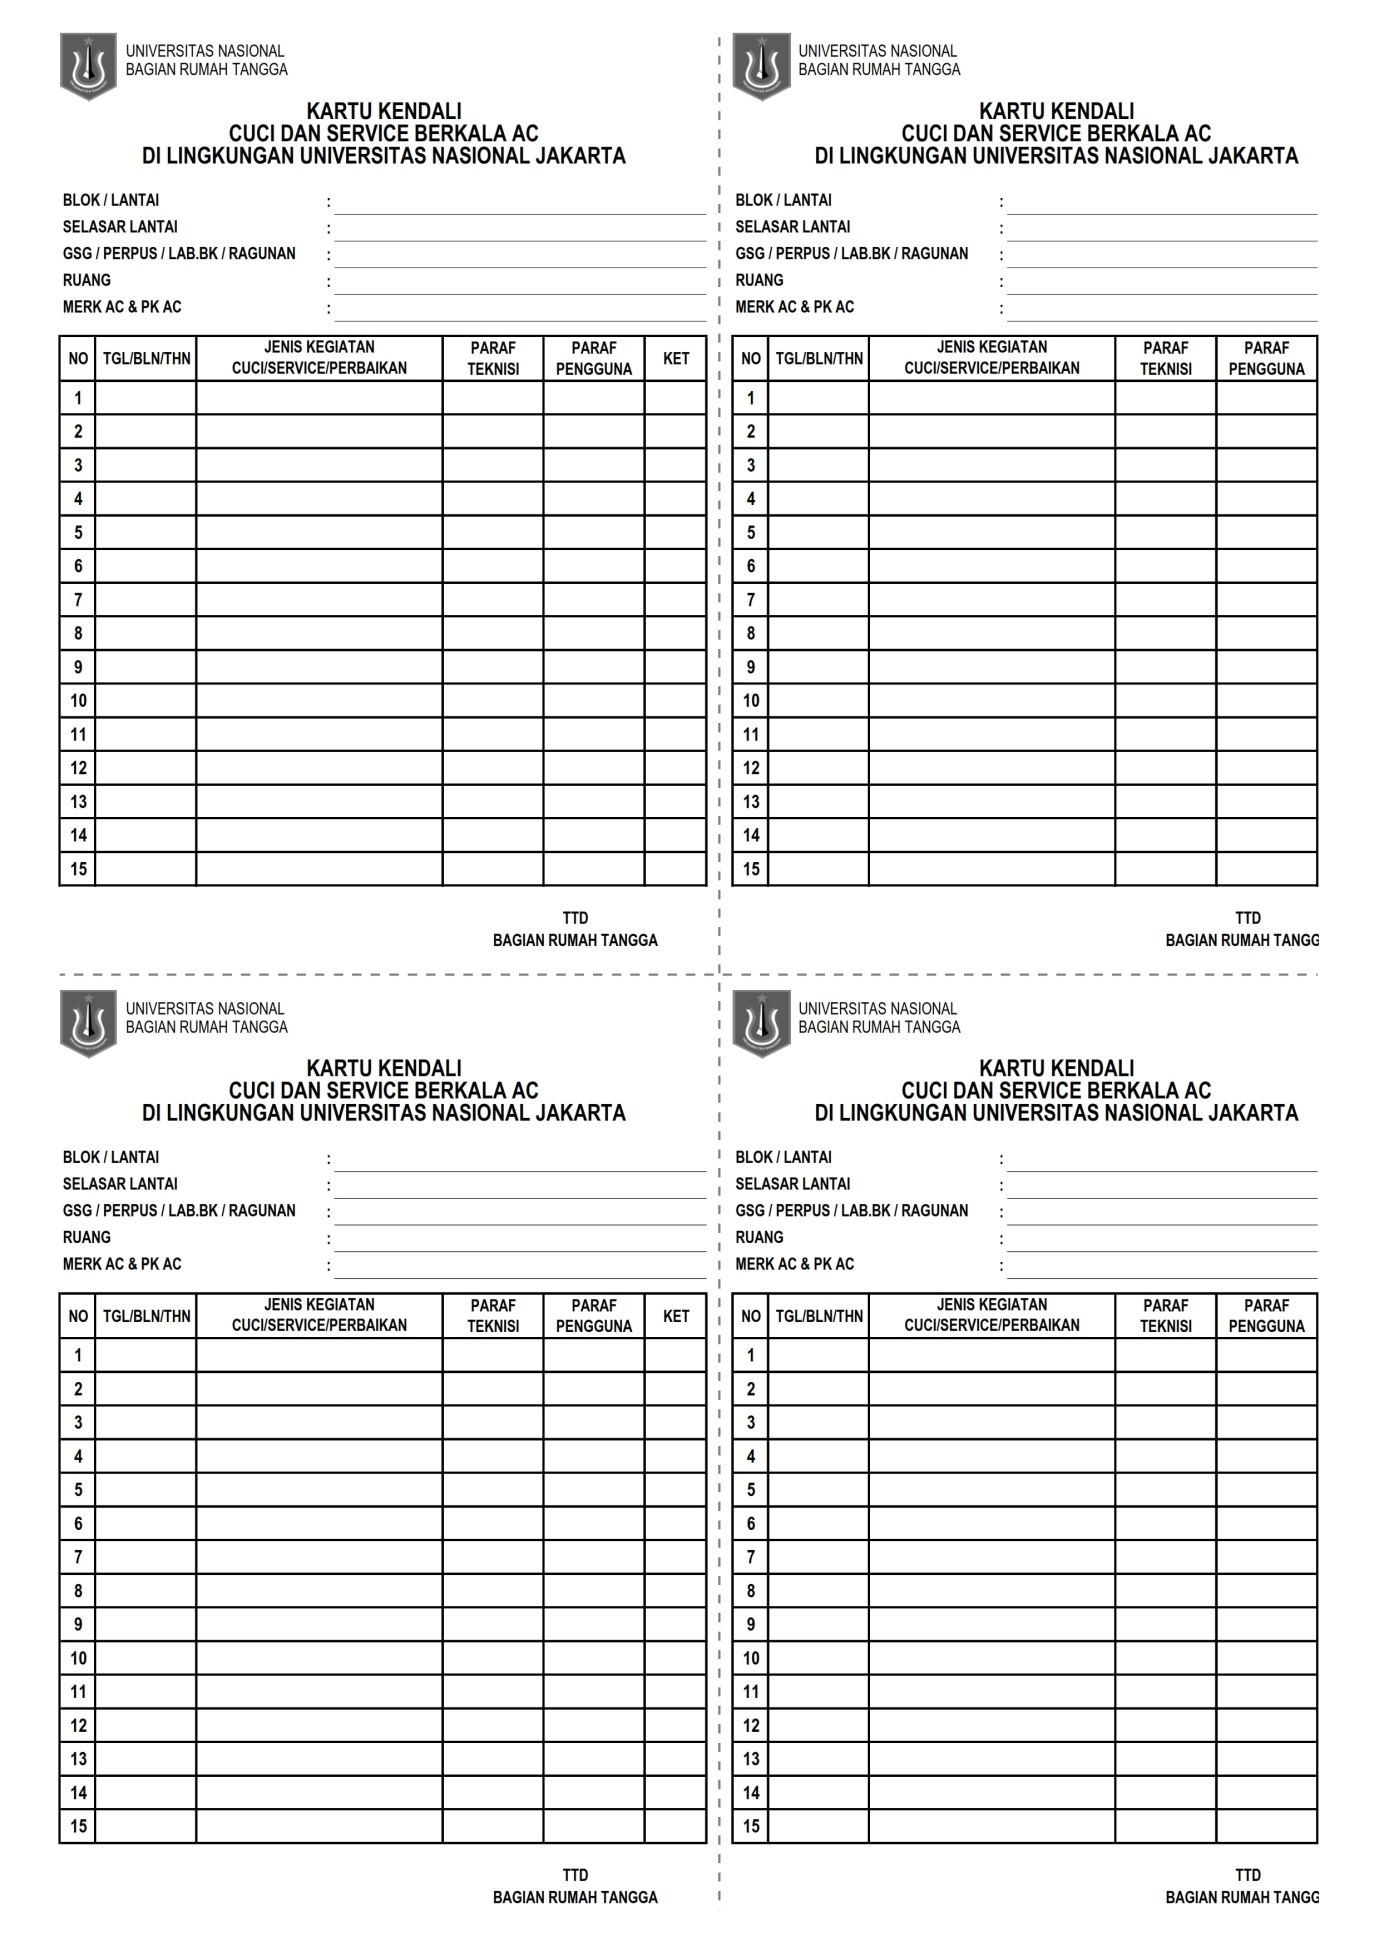 UNIVERSITAS NASIONAL
BAGIAN RUMAH TANGGA
KARTU KENDALI
CUCI DAN SERVICE BERKALA AC
DI LINGKUNGAN UNIVERSITAS NASIONAL JAKARTA
BLOK / LANTAI :
SELASAR LANTAI :
GSG / PERPUS / LAB.BK / RAGUNAN :
RUANG :
MERK AC & PK AC :
NO TGL/BLN/THN JENIS KEGIATAN CUCI/SERVICE/PERBAIKAN PARAF TEKNISI PARAF PENGGUNA KET
1
2
3
4
5
6
7
8
9
10
11
12
13
14
15
TTD
BAGIAN RUMAH TANGGA
UNIVERSITAS NASIONAL
BAGIAN RUMAH TANGGA
KARTU KENDALI
CUCI DAN SERVICE BERKALA AC
DI LINGKUNGAN UNIVERSITAS NASIONAL JAKARTA
BLOK / LANTAI :
SELASAR LANTAI :
GSG / PERPUS / LAB.BK / RAGUNAN :
RUANG :
MERK AC & PK AC :
NO TGL/BLN/THN JENIS KEGIATAN CUCI/SERVICE/PERBAIKAN PARAF TEKNISI PARAF PENGGUNA
1
2
3
4
5
6
7
8
9
10
11
12
13
14
15
TTD
BAGIAN RUMAH TANGG
UNIVERSITAS NASIONAL
BAGIAN RUMAH TANGGA
KARTU KENDALI
CUCI DAN SERVICE BERKALA AC
DI LINGKUNGAN UNIVERSITAS NASIONAL JAKARTA
BLOK / LANTAI :
SELASAR LANTAI :
GSG / PERPUS / LAB.BK / RAGUNAN :
RUANG :
MERK AC & PK AC :
NO TGL/BLN/THN JENIS KEGIATAN CUCI/SERVICE/PERBAIKAN PARAF TEKNISI PARAF PENGGUNA KET
1
2
3
4
5
6
7
8
9
10
11
12
13
14
15
TTD
BAGIAN RUMAH TANGGA
UNIVERSITAS NASIONAL
BAGIAN RUMAH TANGGA
KARTU KENDALI
CUCI DAN SERVICE BERKALA AC
DI LINGKUNGAN UNIVERSITAS NASIONAL JAKARTA
BLOK / LANTAI :
SELASAR LANTAI :
GSG / PERPUS / LAB.BK / RAGUNAN :
RUANG :
MERK AC & PK AC :
NO TGL/BLN/THN JENIS KEGIATAN CUCI/SERVICE/PERBAIKAN PARAF TEKNISI PARAF PENGGUNA
1
2
3
4
5
6
7
8
9
10
11
12
13
14
15
TTD
BAGIAN RUMAH TANGG